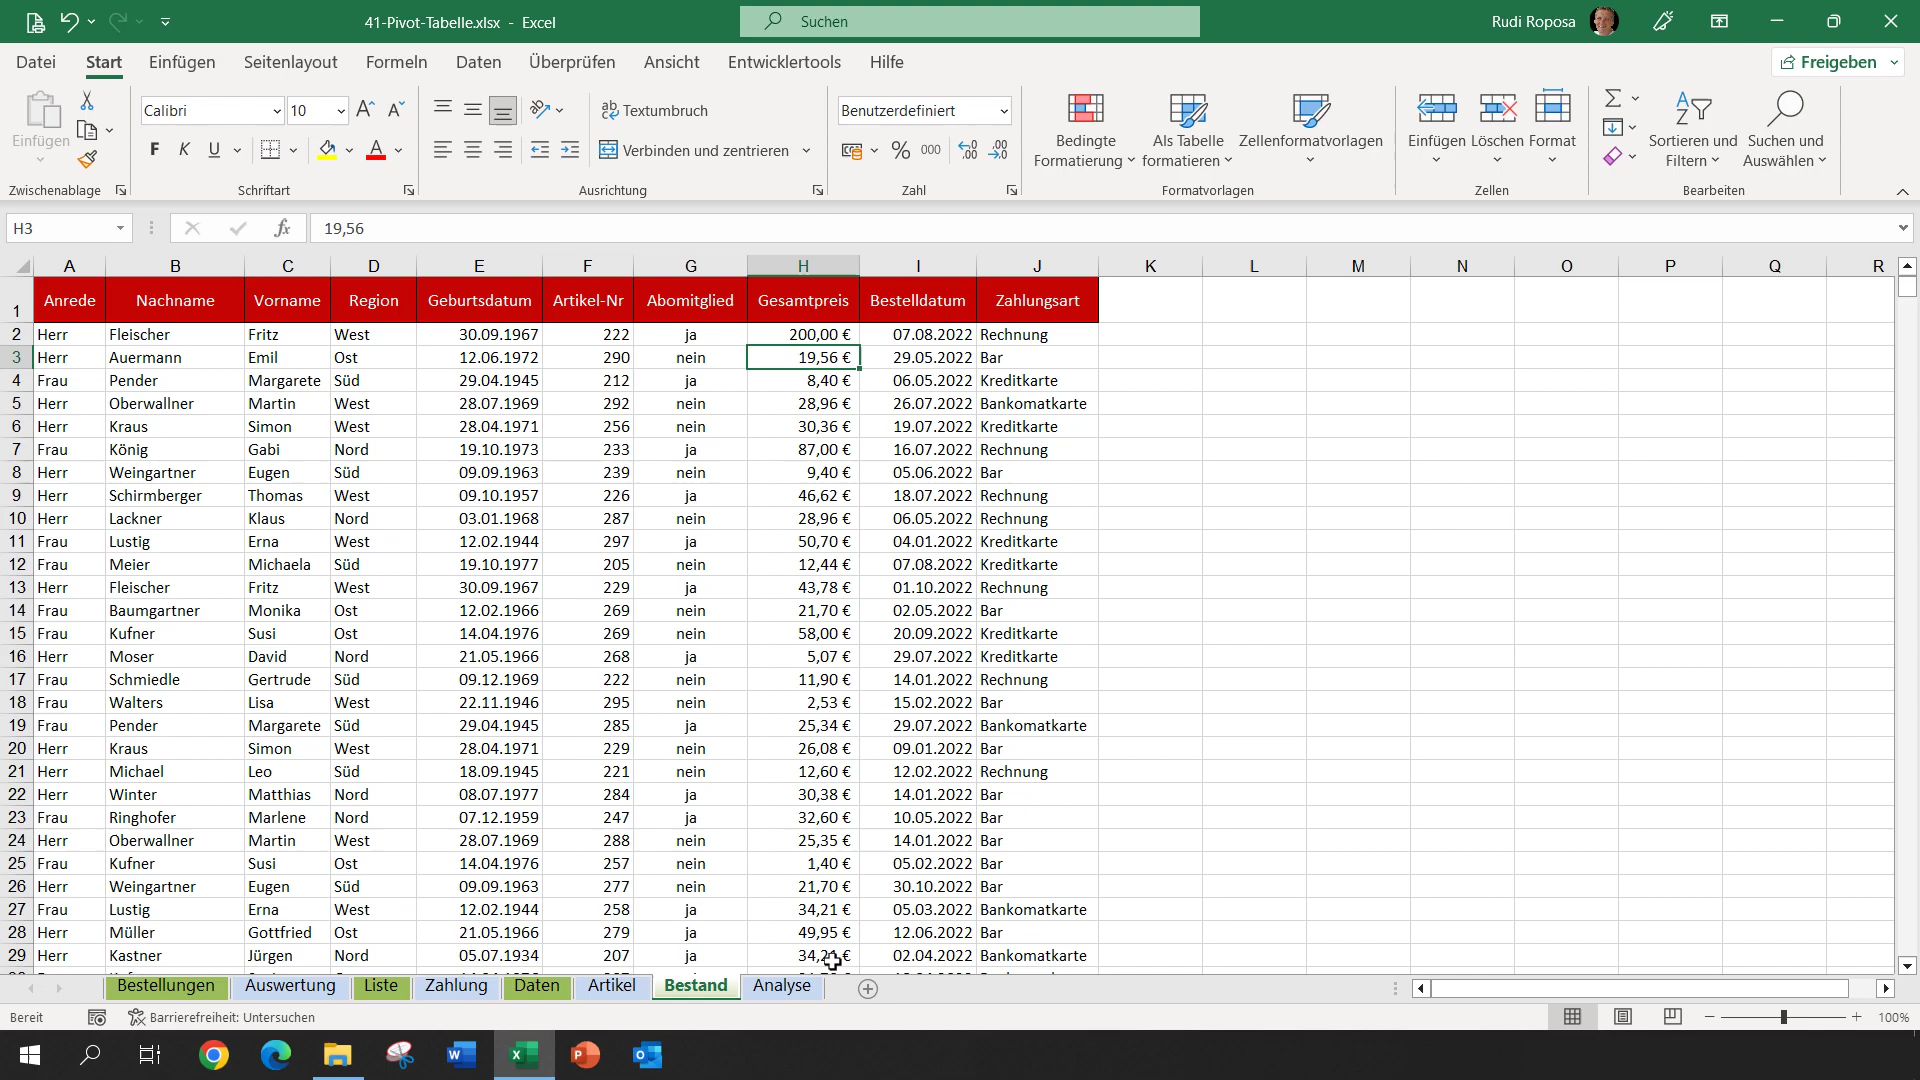 41-Pivot-Tabelle.xlsx - Excel
Suchen
Rudi Roposa
Datei Start Einfügen Seitenlayout Formeln Daten Überprüfen Ansicht Entwicklertools Hilfe
Freigeben
Einfügen
Zwischenablage
Calibri 10
F K U
Schriftart
Textumbruch
Verbinden und zentrieren
Ausrichtung
Benutzerdefiniert
% 000
Zahl
Bedingte Formatierung
Als Tabelle formatieren
Zellenformatvorlagen
Formatvorlagen
Einfügen Löschen Format
Zellen
Sortieren und Filtern
Suchen und Auswählen
Bearbeiten
H3 fx 19,56
A B C D E F G H I J K L M N O P Q R
1 Anrede Nachname Vorname Region Geburtsdatum Artikel-Nr Abomitglied Gesamtpreis Bestelldatum Zahlungsart
2 Herr Fleischer Fritz West 30.09.1967 222 ja 200,00 € 07.08.2022 Rechnung
3 Herr Auermann Emil Ost 12.06.1972 290 nein 19,56 € 29.05.2022 Bar
4 Frau Pender Margarete Süd 29.04.1945 212 ja 8,40 € 06.05.2022 Kreditkarte
5 Herr Oberwallner Martin West 28.07.1969 292 nein 28,96 € 26.07.2022 Bankomatkarte
6 Herr Kraus Simon West 28.04.1971 256 nein 30,36 € 19.07.2022 Kreditkarte
7 Frau König Gabi Nord 19.10.1973 233 ja 87,00 € 16.07.2022 Rechnung
8 Herr Weingartner Eugen Süd 09.09.1963 239 nein 9,40 € 05.06.2022 Bar
9 Herr Schirmberger Thomas West 09.10.1957 226 ja 46,62 € 18.07.2022 Rechnung
10 Herr Lackner Klaus Nord 03.01.1968 287 nein 28,96 € 06.05.2022 Rechnung
11 Frau Lustig Erna West 12.02.1944 297 ja 50,70 € 04.01.2022 Kreditkarte
12 Frau Meier Michaela Süd 19.10.1977 205 nein 12,44 € 07.08.2022 Kreditkarte
13 Herr Fleischer Fritz West 30.09.1967 229 ja 43,78 € 01.10.2022 Rechnung
14 Frau Baumgartner Monika Ost 12.02.1966 269 nein 21,70 € 02.05.2022 Bar
15 Frau Kufner Susi Ost 14.04.1976 269 nein 58,00 € 20.09.2022 Kreditkarte
16 Herr Moser David Nord 21.05.1966 268 ja 5,07 € 29.07.2022 Kreditkarte
17 Frau Schmiedle Gertrude Süd 09.12.1969 222 nein 11,90 € 14.01.2022 Rechnung
18 Frau Walters Lisa West 22.11.1946 295 nein 2,53 € 15.02.2022 Bar
19 Frau Pender Margarete Süd 29.04.1945 285 ja 25,34 € 29.07.2022 Bankomatkarte
20 Herr Kraus Simon West 28.04.1971 229 nein 26,08 € 09.01.2022 Bar
21 Herr Michael Leo Süd 18.09.1945 221 nein 12,60 € 12.02.2022 Rechnung
22 Herr Winter Matthias Nord 08.07.1977 284 ja 30,38 € 14.01.2022 Bar
23 Frau Ringhofer Marlene Nord 07.12.1959 247 ja 32,60 € 10.05.2022 Bar
24 Herr Oberwallner Martin West 28.07.1969 288 nein 25,35 € 14.01.2022 Bar
25 Frau Kufner Susi Ost 14.04.1976 257 nein 1,40 € 05.02.2022 Bar
26 Herr Weingartner Eugen Süd 09.09.1963 277 nein 21,70 € 30.10.2022 Bar
27 Frau Lustig Erna West 12.02.1944 258 ja 34,21 € 05.03.2022 Bankomatkarte
28 Herr Müller Gottfried Ost 21.05.1966 279 ja 49,95 € 12.06.2022 Bar
29 Herr Kastner Jürgen Nord 05.07.1934 207 ja 02.04.2022 Bankomatkarte
Bestellungen Auswertung Liste Zahlung Daten Artikel Bestand Analyse
Bereit Barrierefreiheit: Untersuchen 100%